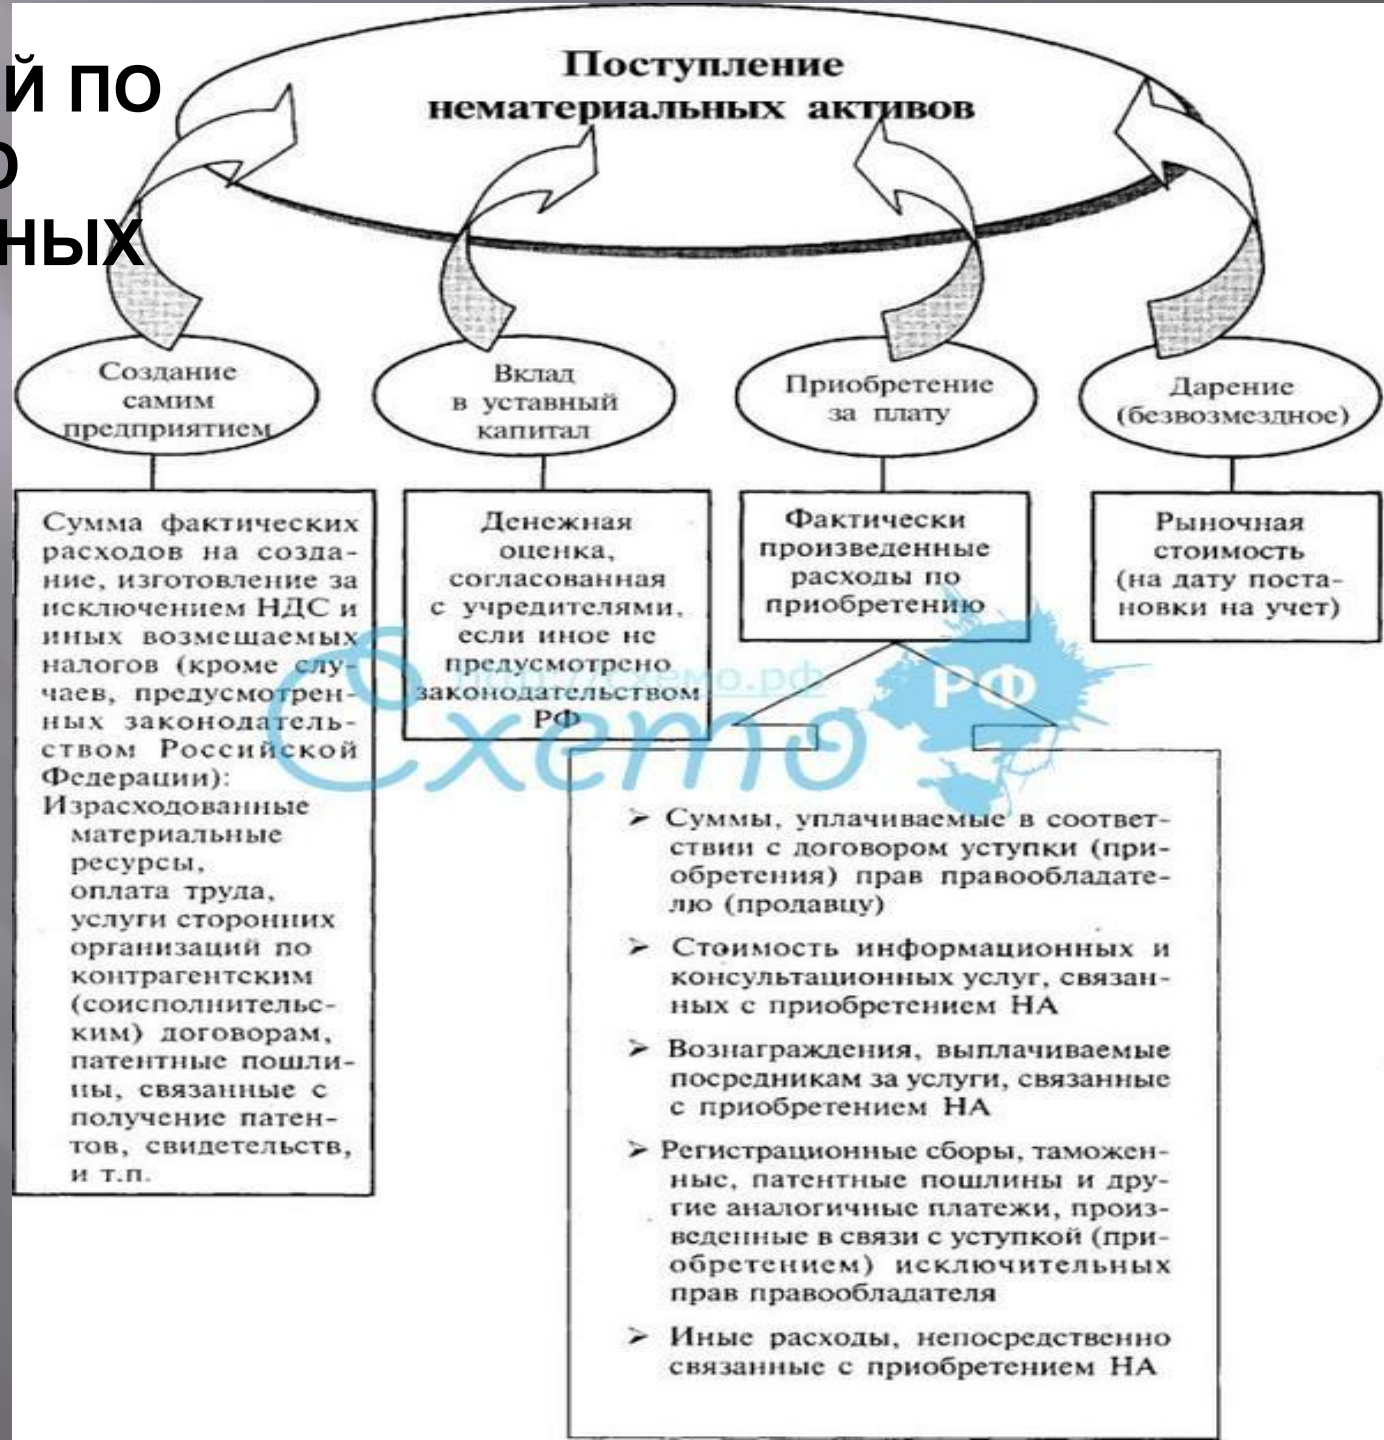 Й ПО
О
НЫХ
Поступление
нематериальных активов
Создание
самим
предприятием
Вклад
в уставный
капитал
Приобретение
за плату
Дарение
(безвозмездное)
Сумма фактических
расходов на созда-
ние, изготовление за
исключением НДС и
иных возмещаемых
налогов (кроме слу-
чаев, предусмотрен-
ных законодатель-
ством Российской
Федерации):
Израсходованные
материальные
ресурсы,
оплата труда,
услуги сторонних
организаций по
контрагентским
(соисполнительс-
ким) договорам,
патентные пошли-
ны, связанные с
получение патен-
тов, свидетельств,
и т.п.
Денежная
оценка,
согласованная
с учредителями,
если иное не
предусмотрено
законодательством
РФ
Фактически
произведенные
расходы по
приобретению
Рыночная
стоимость
(на дату поста-
новки на учет)
http://схемо.рф
Схемо
РФ
➢ Суммы, уплачиваемые в соответ-
ствии с договором уступки (при-
обретения) прав правообладате-
лю (продавцу)
➢ Стоимость информационных и
консультационных услуг, связан-
ных с приобретением НА
➢ Вознаграждения, выплачиваемые
посредникам за услуги, связанные
с приобретением НА
➢ Регистрационные сборы, таможен-
ные, патентные пошлины и дру-
гие аналогичные платежи, произ-
веденные в связи с уступкой (при-
обретением) исключительных
прав правообладателя
➢ Иные расходы, непосредственно
связанные с приобретением НА